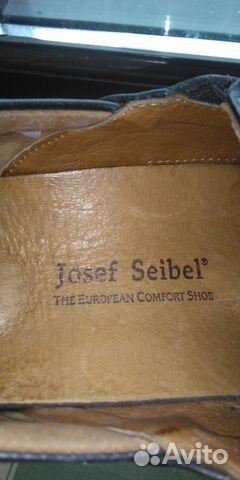 Josef Seibel®
THE EUROPEAN COMFORT SHOE
Avito